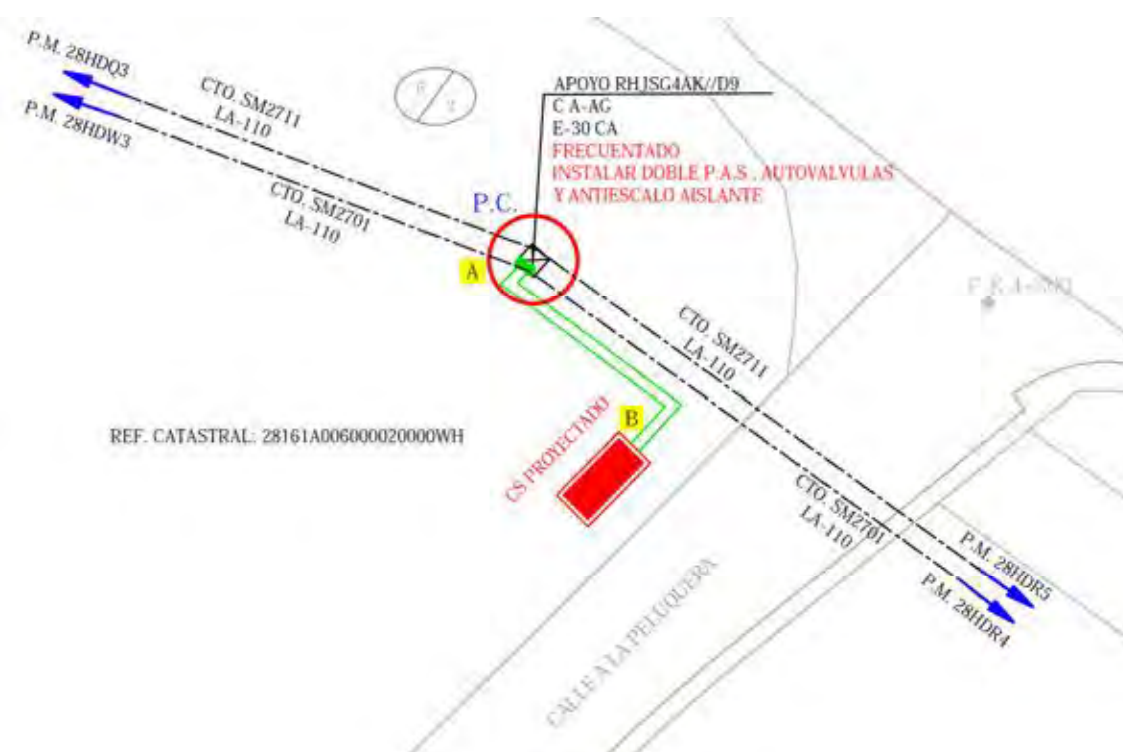 P.M. 28HDQ3
P.M. 28HDW3
CTO. SM2711
LA-110
CTO. SM2701
LA-110
APOYO RHJSG4AK//D9
C A-AG
E-30 CA
FRECUENTADO
INSTALAR DOBLE P.A.S , AUTOVALVULAS
Y ANTIESCALO AISLANTE
P.C.
A
CTO. SM2711
LA-110
REF. CATASTRAL: 28161A006000020000WH
B
CS PROYECTADO
CTO. SM2701
LA-110
P.M. 28HDR5
P.M. 28HDR4
CALLE A LA PELUQUERA